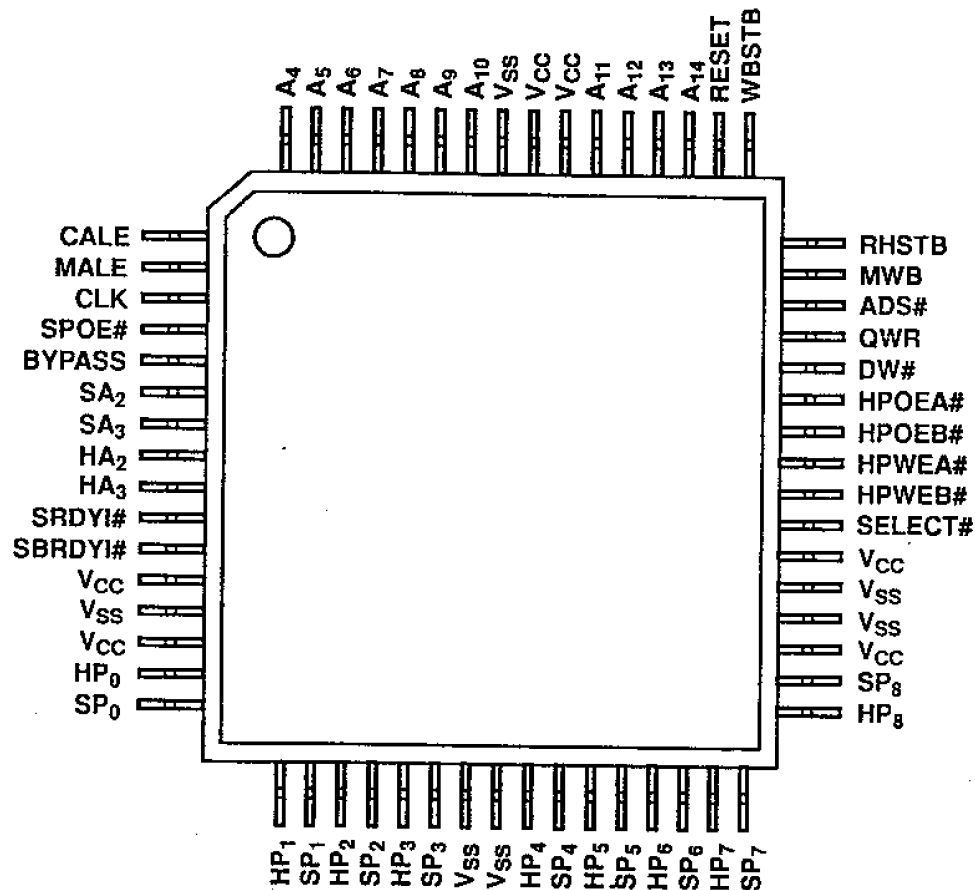 A4
A5
A6
A7
A8
A9
A10
VSS
VCC
VCC
A11
A12
A13
A14
RESET
WBSTB
CALE
MALE
CLK
SPOE#
BYPASS
SA2
SA3
HA2
HA3
SRDYI#
SBRDYI#
VCC
VSS
VCC
HP0
SP0
RHSTB
MWB
ADS#
QWR
DW#
HPOEA#
HPOEB#
HPWEA#
HPWEB#
SELECT#
VCC
VSS
VSS
VCC
SP8
HP8
HP1
SP1
HP2
SP2
HP3
SP3
VSS
VSS
HP4
SP4
HP5
SP5
HP6
SP6
HP7
SP7